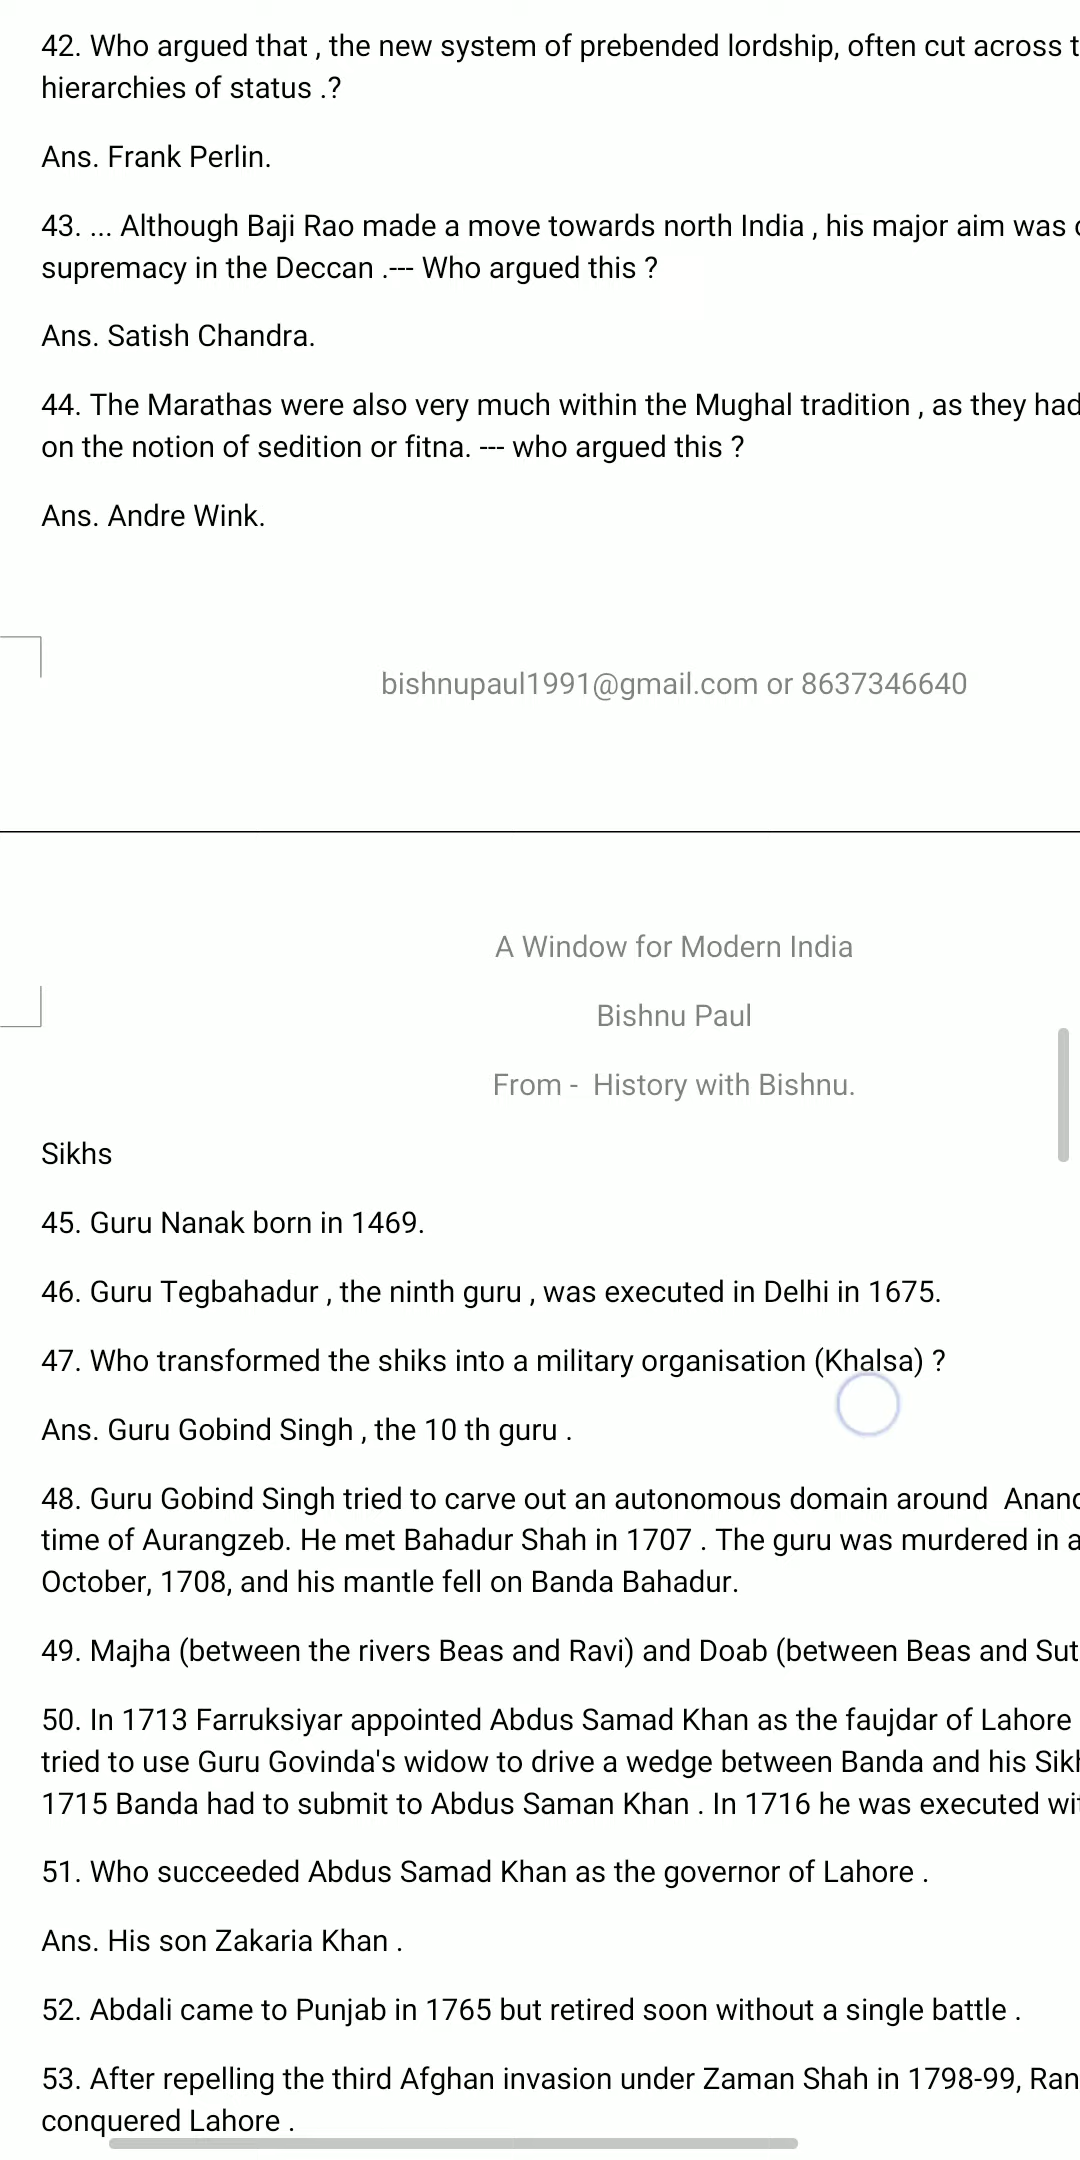 42. Who argued that , the new system of prebended lordship, often cut across
hierarchies of status .?
Ans. Frank Perlin.
43. ... Although Baji Rao made a move towards north India , his major aim was
supremacy in the Deccan .--- Who argued this ?
Ans. Satish Chandra.
44. The Marathas were also very much within the Mughal tradition , as they had
on the notion of sedition or fitna. --- who argued this ?
Ans. Andre Wink.
bishnupaul1991@gmail.com or 8637346640
A Window for Modern India
Bishnu Paul
From -  History with Bishnu.
Sikhs
45. Guru Nanak born in 1469.
46. Guru Tegbahadur , the ninth guru , was executed in Delhi in 1675.
47. Who transformed the shiks into a military organisation (Khalsa) ?
Ans. Guru Gobind Singh , the 10 th guru .
48. Guru Gobind Singh tried to carve out an autonomous domain around
time of Aurangzeb. He met Bahadur Shah in 1707 . The guru was murdered in a
October, 1708, and his mantle fell on Banda Bahadur.
49. Majha (between the rivers Beas and Ravi) and Doab (between Beas and Sut
50. In 1713 Farruksiyar appointed Abdus Samad Khan as the faujdar of Lahore
tried to use Guru Govinda's widow to drive a wedge between Banda and his
1715 Banda had to submit to Abdus Saman Khan . In 1716 he was executed
51. Who succeeded Abdus Samad Khan as the governor of Lahore .
Ans. His son Zakaria Khan .
52. Abdali came to Punjab in 1765 but retired soon without a single battle .
53. After repelling the third Afghan invasion under Zaman Shah in 1798-99, Ran
conquered Lahore .